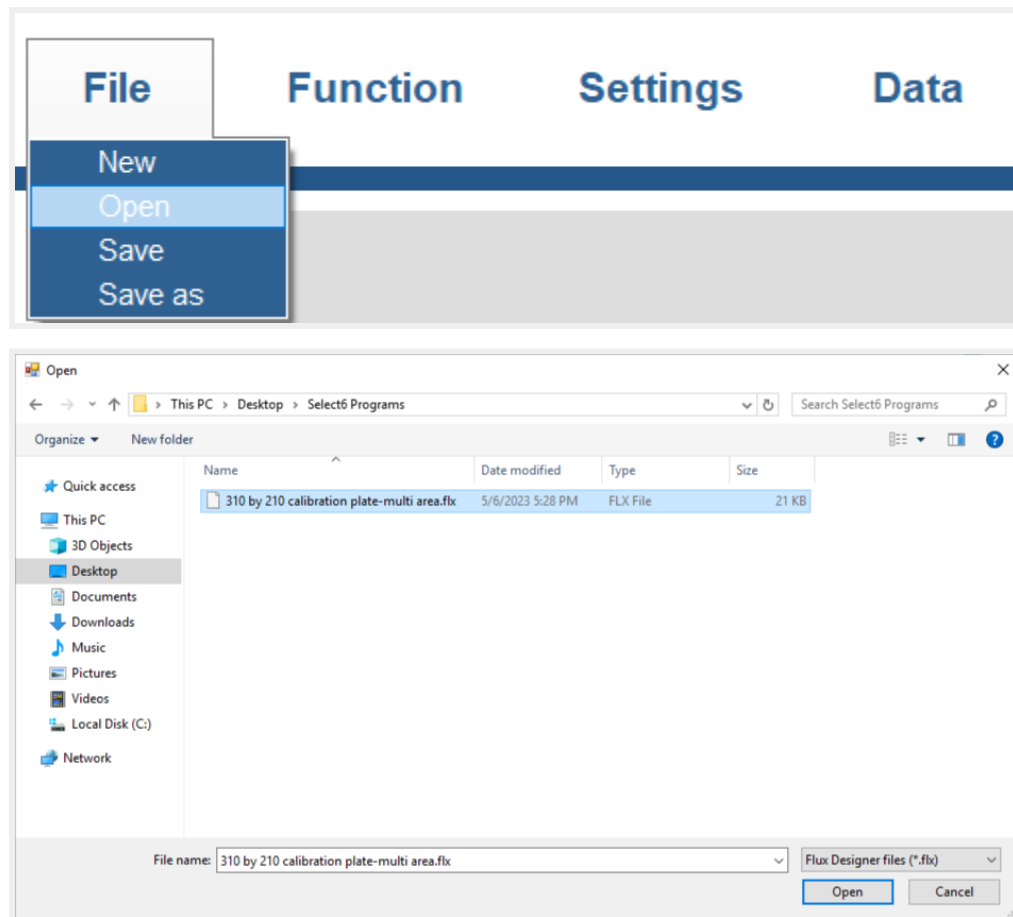 File Function Settings Data
New
Open
Save
Save as
Open
This PC > Desktop > Select6 Programs
Search Select6 Programs
Organize New folder
Name Date modified Type Size
310 by 210 calibration plate-multi area.flx 5/6/2023 5:28 PM FLX File 21 KB
Quick access
This PC
3D Objects
Desktop
Documents
Downloads
Music
Pictures
Videos
Local Disk (C:)
Network
File name: 310 by 210 calibration plate-multi area.flx Flux Designer files (*.flx)
Open Cancel